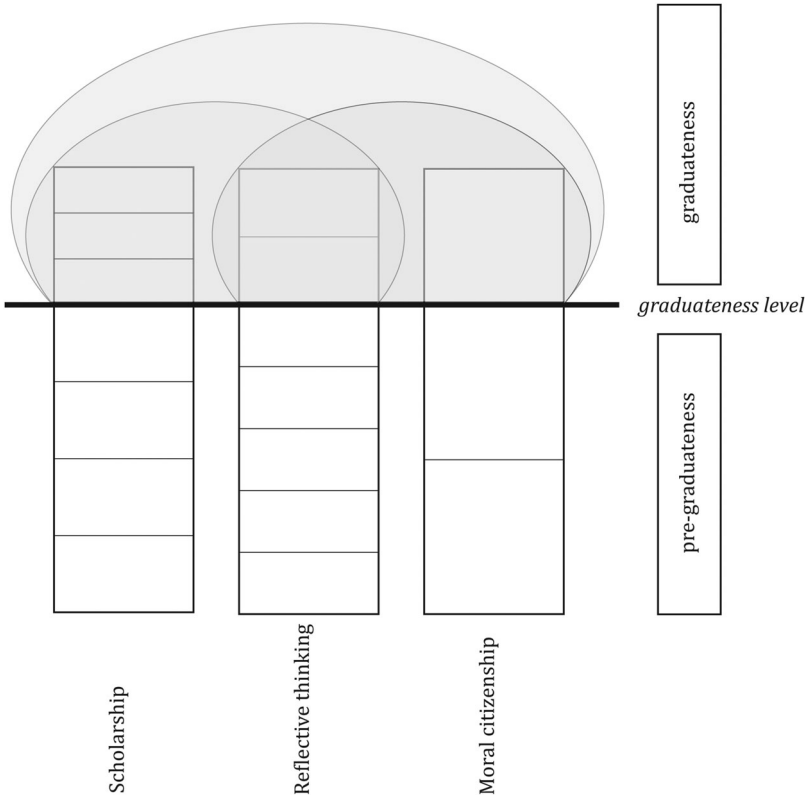 graduateness
graduateness level
pre-graduateness
Scholarship
Reflective thinking
Moral citizenship